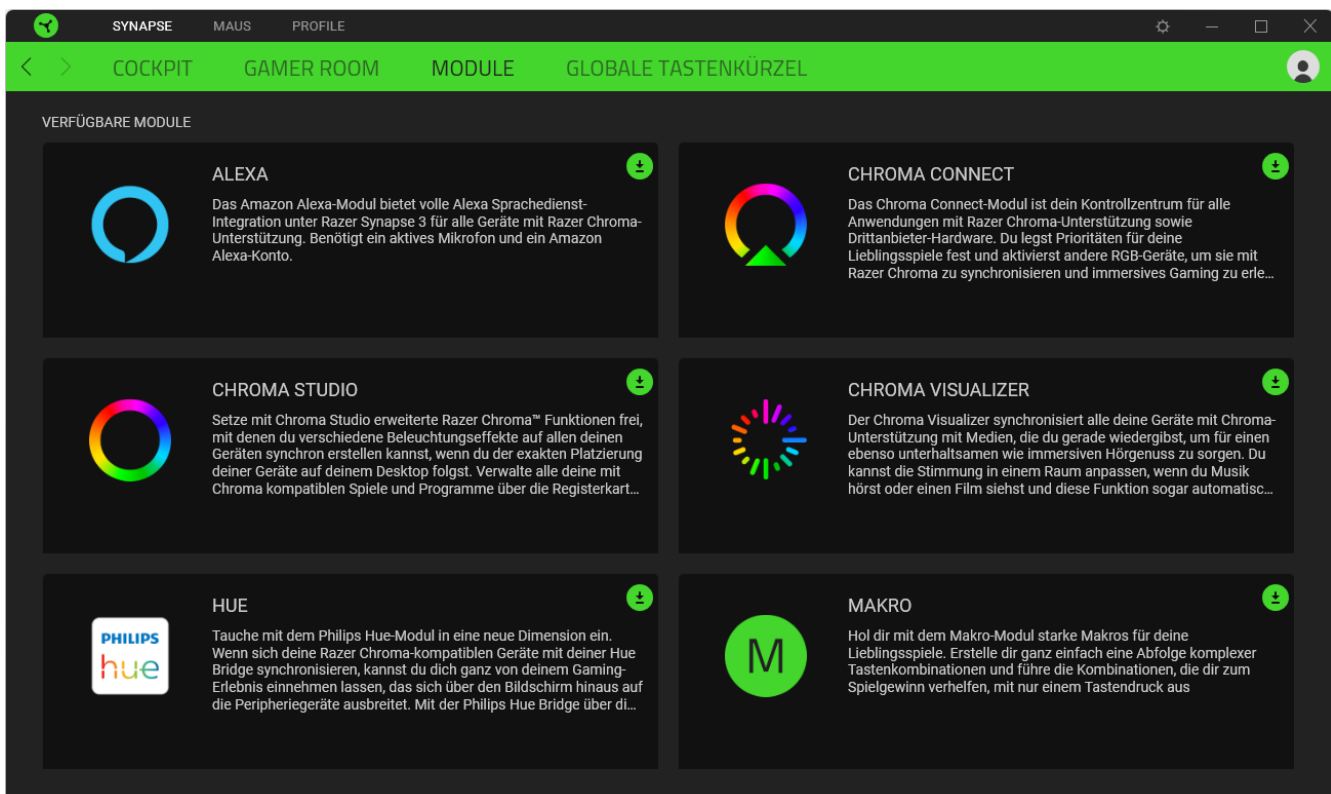 SYNAPSE MAUS PROFILE
COCKPIT GAMER ROOM MODULE GLOBALE TASTENKÜRZEL
VERFÜGBARE MODULE
ALEXA
Das Amazon Alexa-Modul bietet volle Alexa Sprachedienst-
Integration unter Razer Synapse 3 für alle Geräte mit Razer Chroma-
Unterstützung. Benötigt ein aktives Mikrofon und ein Amazon
Alexa-Konto.
CHROMA CONNECT
Das Chroma Connect-Modul ist dein Kontrollzentrum für alle
Anwendungen mit Razer Chroma-Unterstützung sowie
Drittanbieter-Hardware. Du legst Prioritäten für deine
Lieblingsspiele fest und aktivierst andere RGB-Geräte, um sie mit
Razer Chroma zu synchronisieren und immersives Gaming zu erle...
CHROMA STUDIO
Setze mit Chroma Studio erweiterte Razer Chroma™ Funktionen frei,
mit denen du verschiedene Beleuchtungseffekte auf allen deinen
Geräten synchron erstellen kannst, wenn du der exakten Platzierung
deiner Geräte auf deinem Desktop folgst. Verwalte alle deine mit
Chroma kompatiblen Spiele und Programme über die Registerkart...
CHROMA VISUALIZER
Der Chroma Visualizer synchronisiert alle deine Geräte mit Chroma-
Unterstützung mit Medien, die du gerade wiedergibst, um für einen
ebenso unterhaltsamen wie immersiven Hörgenuss zu sorgen. Du
kannst die Stimmung in einem Raum anpassen, wenn du Musik
hörst oder einen Film siehst und diese Funktion sogar automatisc...
PHILIPS
hue
HUE
Tauche mit dem Philips Hue-Modul in eine neue Dimension ein.
Wenn sich deine Razer Chroma-kompatiblen Geräte mit deiner Hue
Bridge synchronisieren, kannst du dich ganz von deinem Gaming-
Erlebnis einnehmen lassen, das sich über den Bildschirm hinaus auf
die Peripheriegeräte ausbreitet. Mit der Philips Hue Bridge über di...
M
MAKRO
Hol dir mit dem Makro-Modul starke Makros für deine
Lieblingsspiele. Erstelle dir ganz einfach eine Abfolge komplexer
Tastenkombinationen und führe die Kombinationen, die dir zum
Spielgewinn verhelfen, mit nur einem Tastendruck aus